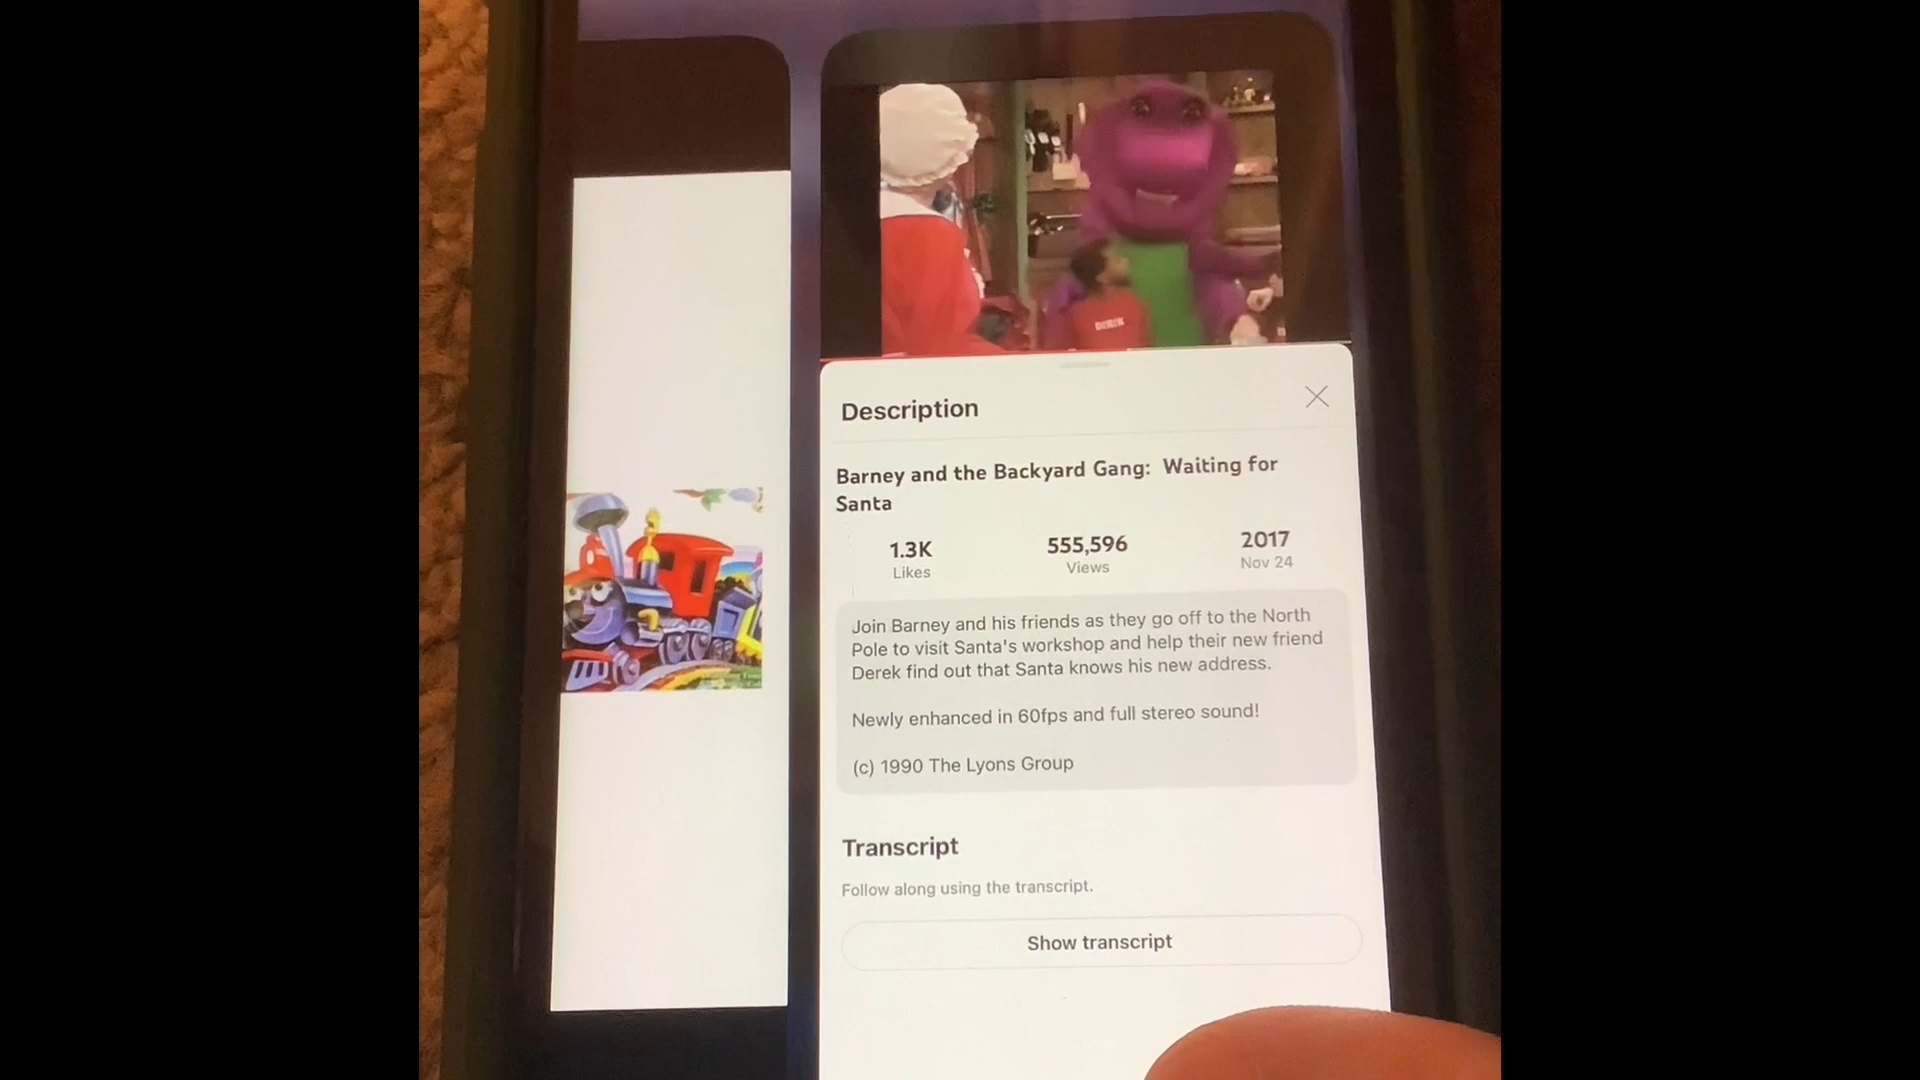 DEREK
Description
Barney and the Backyard Gang: Waiting for
Santa
1.3K
Likes
555,596
Views
2017
Nov 24
Join Barney and his friends as they go off to the North
Pole to visit Santa's workshop and help their new friend
Derek find out that Santa knows his new address.
Newly enhanced in 60fps and full stereo sound!
(c) 1990 The Lyons Group
Transcript
Follow along using the transcript.
Show transcript